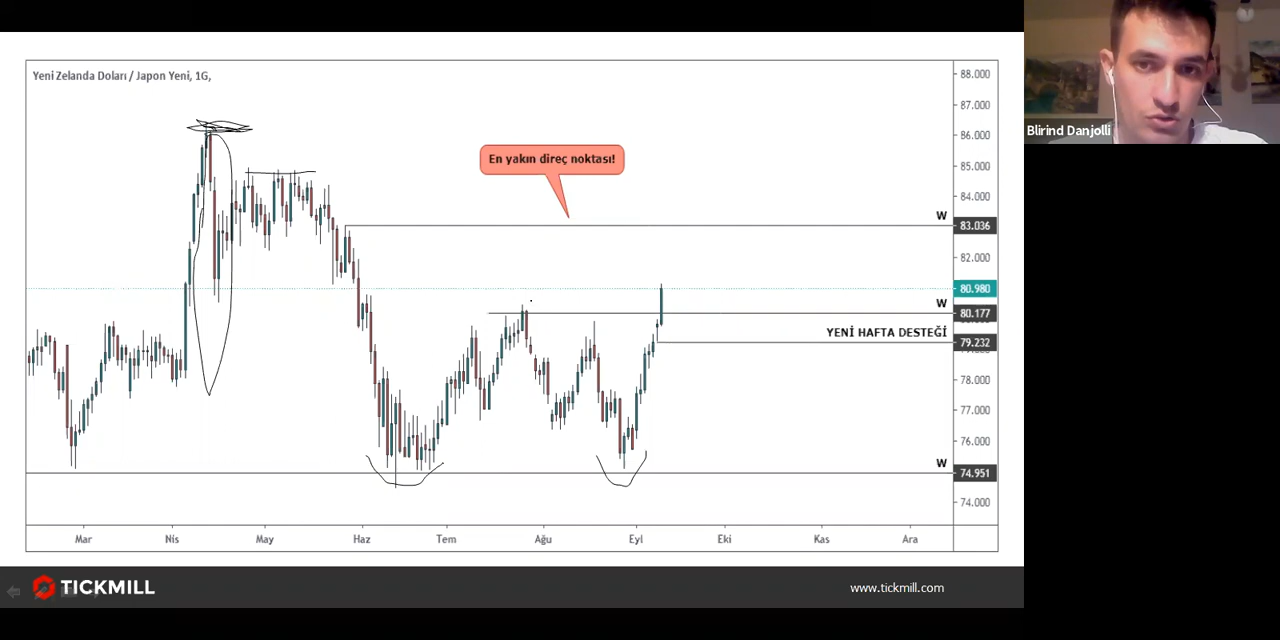 Yeni Zelanda Doları / Japon Yeni, 1G,
En yakın direç noktası!
W
W
YENİ HAFTA DESTEĞİ
W
88.000
87.000
86.000
85.000
84.000
83.036
82.000
80.980
80.177
79.232
78.000
77.000
76.000
74.951
74.000
Mar Nis May Haz Tem Ağu Eyl Eki Kas Ara
TICKMILL
www.tickmill.com
Blirind Danjolli